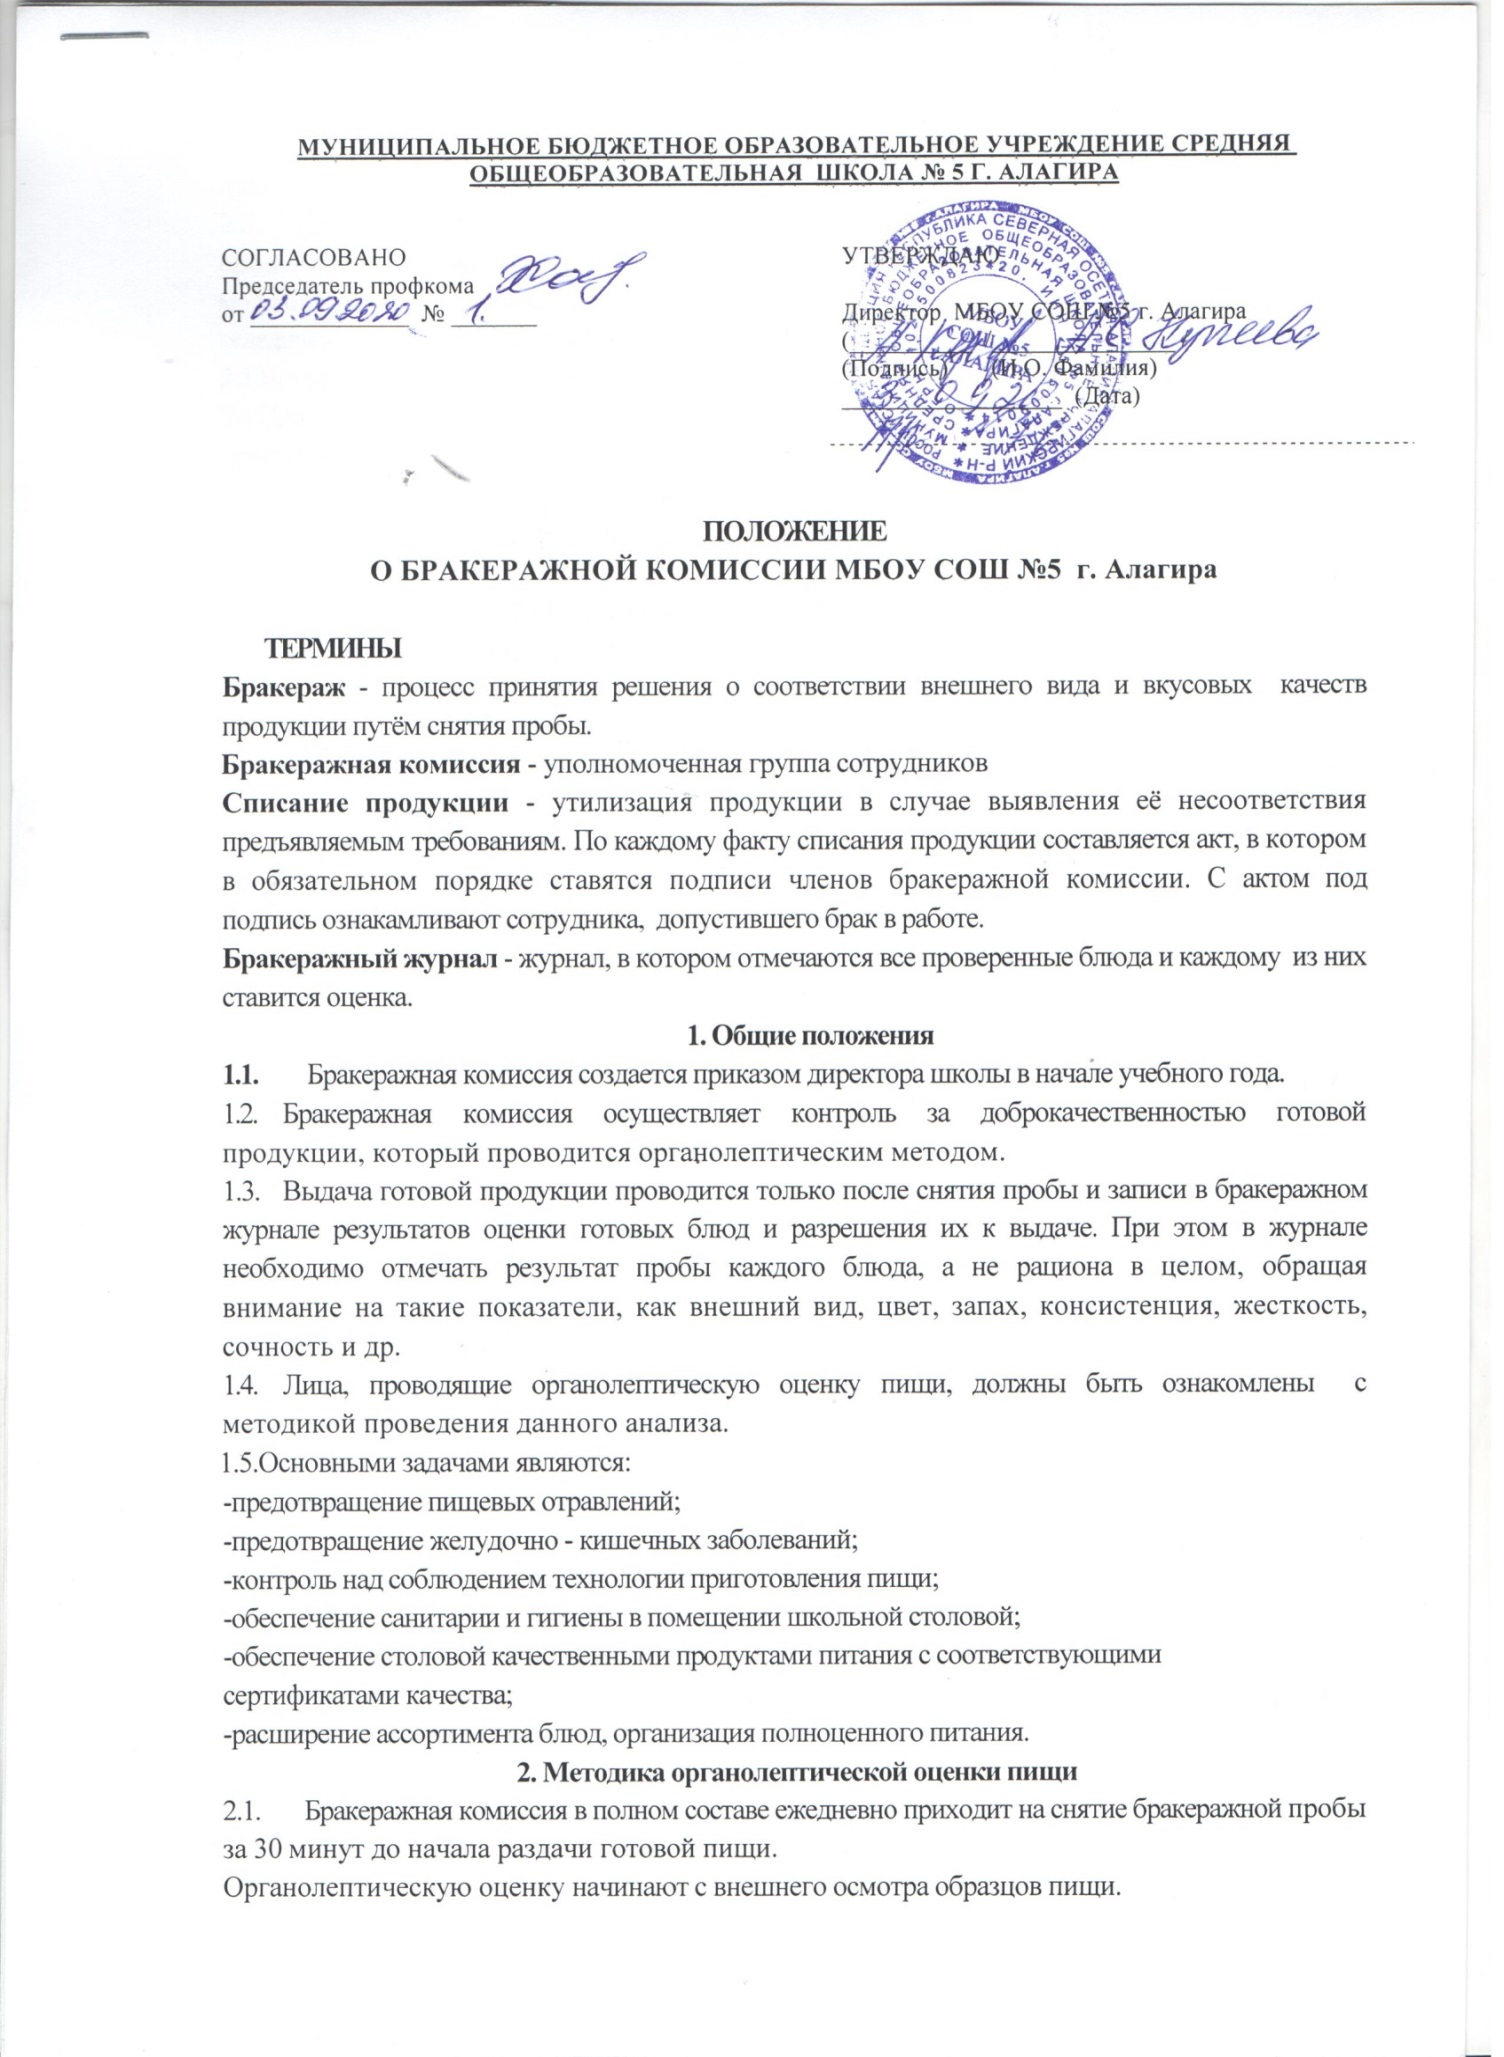 МУНИЦИПАЛЬНОЕ БЮДЖЕТНОЕ ОБРАЗОВАТЕЛЬНОЕ УЧРЕЖДЕНИЕ СРЕДНЯЯ
ОБЩЕОБРАЗОВАТЕЛЬНАЯ ШКОЛА № 5 Г. АЛАГИРА
СОГЛАСОВАНО
Председатель профкома
от 03.09.2020 № 1.
УТВЕРЖДАЮ
Директор МБОУ СОШ №5 г. Алагира
(
(Подпись) (И.О. Фамилия)
(Дата)
МБОУ
СОШ №5
г. АЛАГИРА
ПОЛОЖЕНИЕ
О БРАКЕРАЖНОЙ КОМИССИИ МБОУ СОШ №5 г. Алагира
ТЕРМИНЫ
Бракераж - процесс принятия решения о соответствии внешнего вида и вкусовых качеств
продукции путём снятия пробы.
Бракеражная комиссия - уполномоченная группа сотрудников
Списание продукции - утилизация продукции в случае выявления её несоответствия
предъявляемым требованиям. По каждому факту списания продукции составляется акт, в котором
в обязательном порядке ставятся подписи членов бракеражной комиссии. С актом под
подпись ознакамливают сотрудника, допустившего брак в работе.
Бракеражный журнал - журнал, в котором отмечаются все проверенные блюда и каждому из них
ставится оценка.
1. Общие положения
1.1. Бракеражная комиссия создается приказом директора школы в начале учебного года.
1.2. Бракеражная комиссия осуществляет контроль за доброкачественностью готовой
продукции, который проводится органолептическим методом.
1.3. Выдача готовой продукции проводится только после снятия пробы и записи в бракеражном
журнале результатов оценки готовых блюд и разрешения их к выдаче. При этом в журнале
необходимо отмечать результат пробы каждого блюда, а не рациона в целом, обращая
внимание на такие показатели, как внешний вид, цвет, запах, консистенция, жесткость,
сочность и др.
1.4. Лица, проводящие органолептическую оценку пищи, должны быть ознакомлены с
методикой проведения данного анализа.
1.5.Основными задачами являются:
-предотвращение пищевых отравлений;
-предотвращение желудочно - кишечных заболеваний;
-контроль над соблюдением технологии приготовления пищи;
-обеспечение санитарии и гигиены в помещении школьной столовой;
-обеспечение столовой качественными продуктами питания с соответствующими
сертификатами качества;
-расширение ассортимента блюд, организация полноценного питания.
2. Методика органолептической оценки пищи
2.1. Бракеражная комиссия в полном составе ежедневно приходит на снятие бракеражной пробы
за 30 минут до начала раздачи готовой пищи.
Органолептическую оценку начинают с внешнего осмотра образцов пищи.